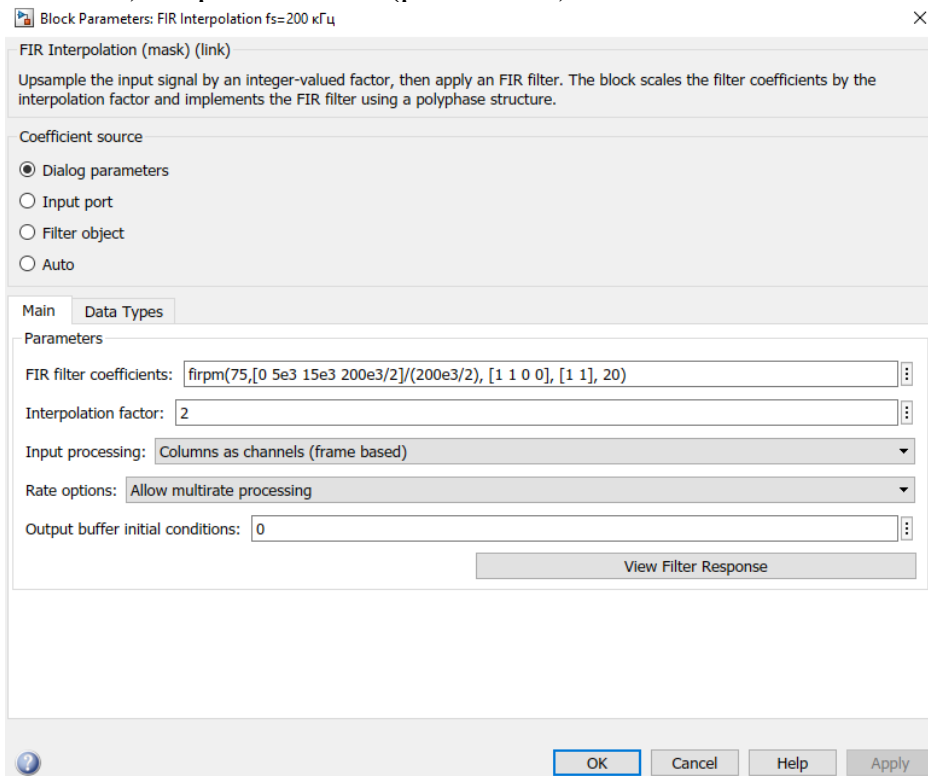 Block Parameters: FIR Interpolation fs=200 кГц
FIR Interpolation (mask) (link)
Upsample the input signal by an integer-valued factor, then apply an FIR filter. The block scales the filter coefficients by the
interpolation factor and implements the FIR filter using a polyphase structure.
Coefficient source
Dialog parameters
Input port
Filter object
Auto
Main Data Types
Parameters
FIR filter coefficients: firpm(75,[0 5e3 15e3 200e3/2]/(200e3/2), [1 1 0 0], [1 1], 20)
Interpolation factor: 2
Input processing: Columns as channels (frame based)
Rate options: Allow multirate processing
Output buffer initial conditions: 0
View Filter Response
OK Cancel Help Apply